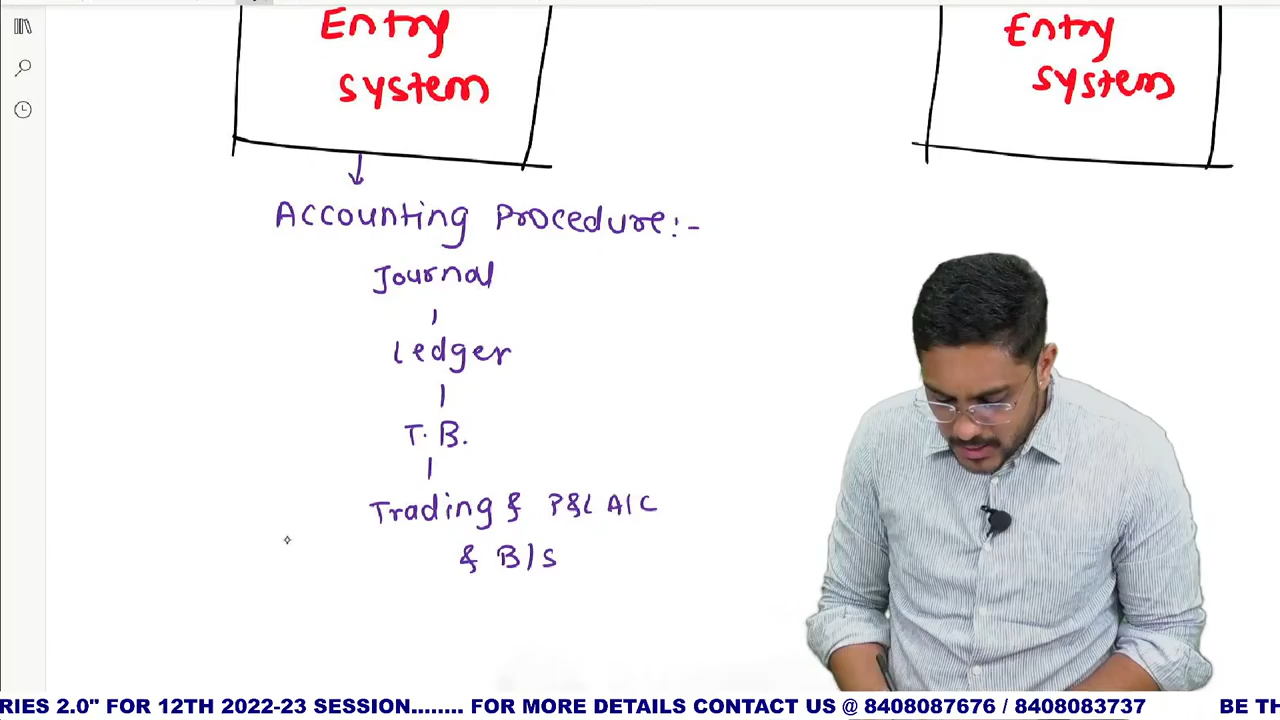 Entry
system
Entry
system
Accounting Procedure:-
Journal
Ledger
T.B.
Trading & P&L A/C
& B/S
RIES 2.0" FOR 12TH 2022-23 SESSION........ FOR MORE DETAILS CONTACT US @ 8408087676 / 8408083737 BE TH